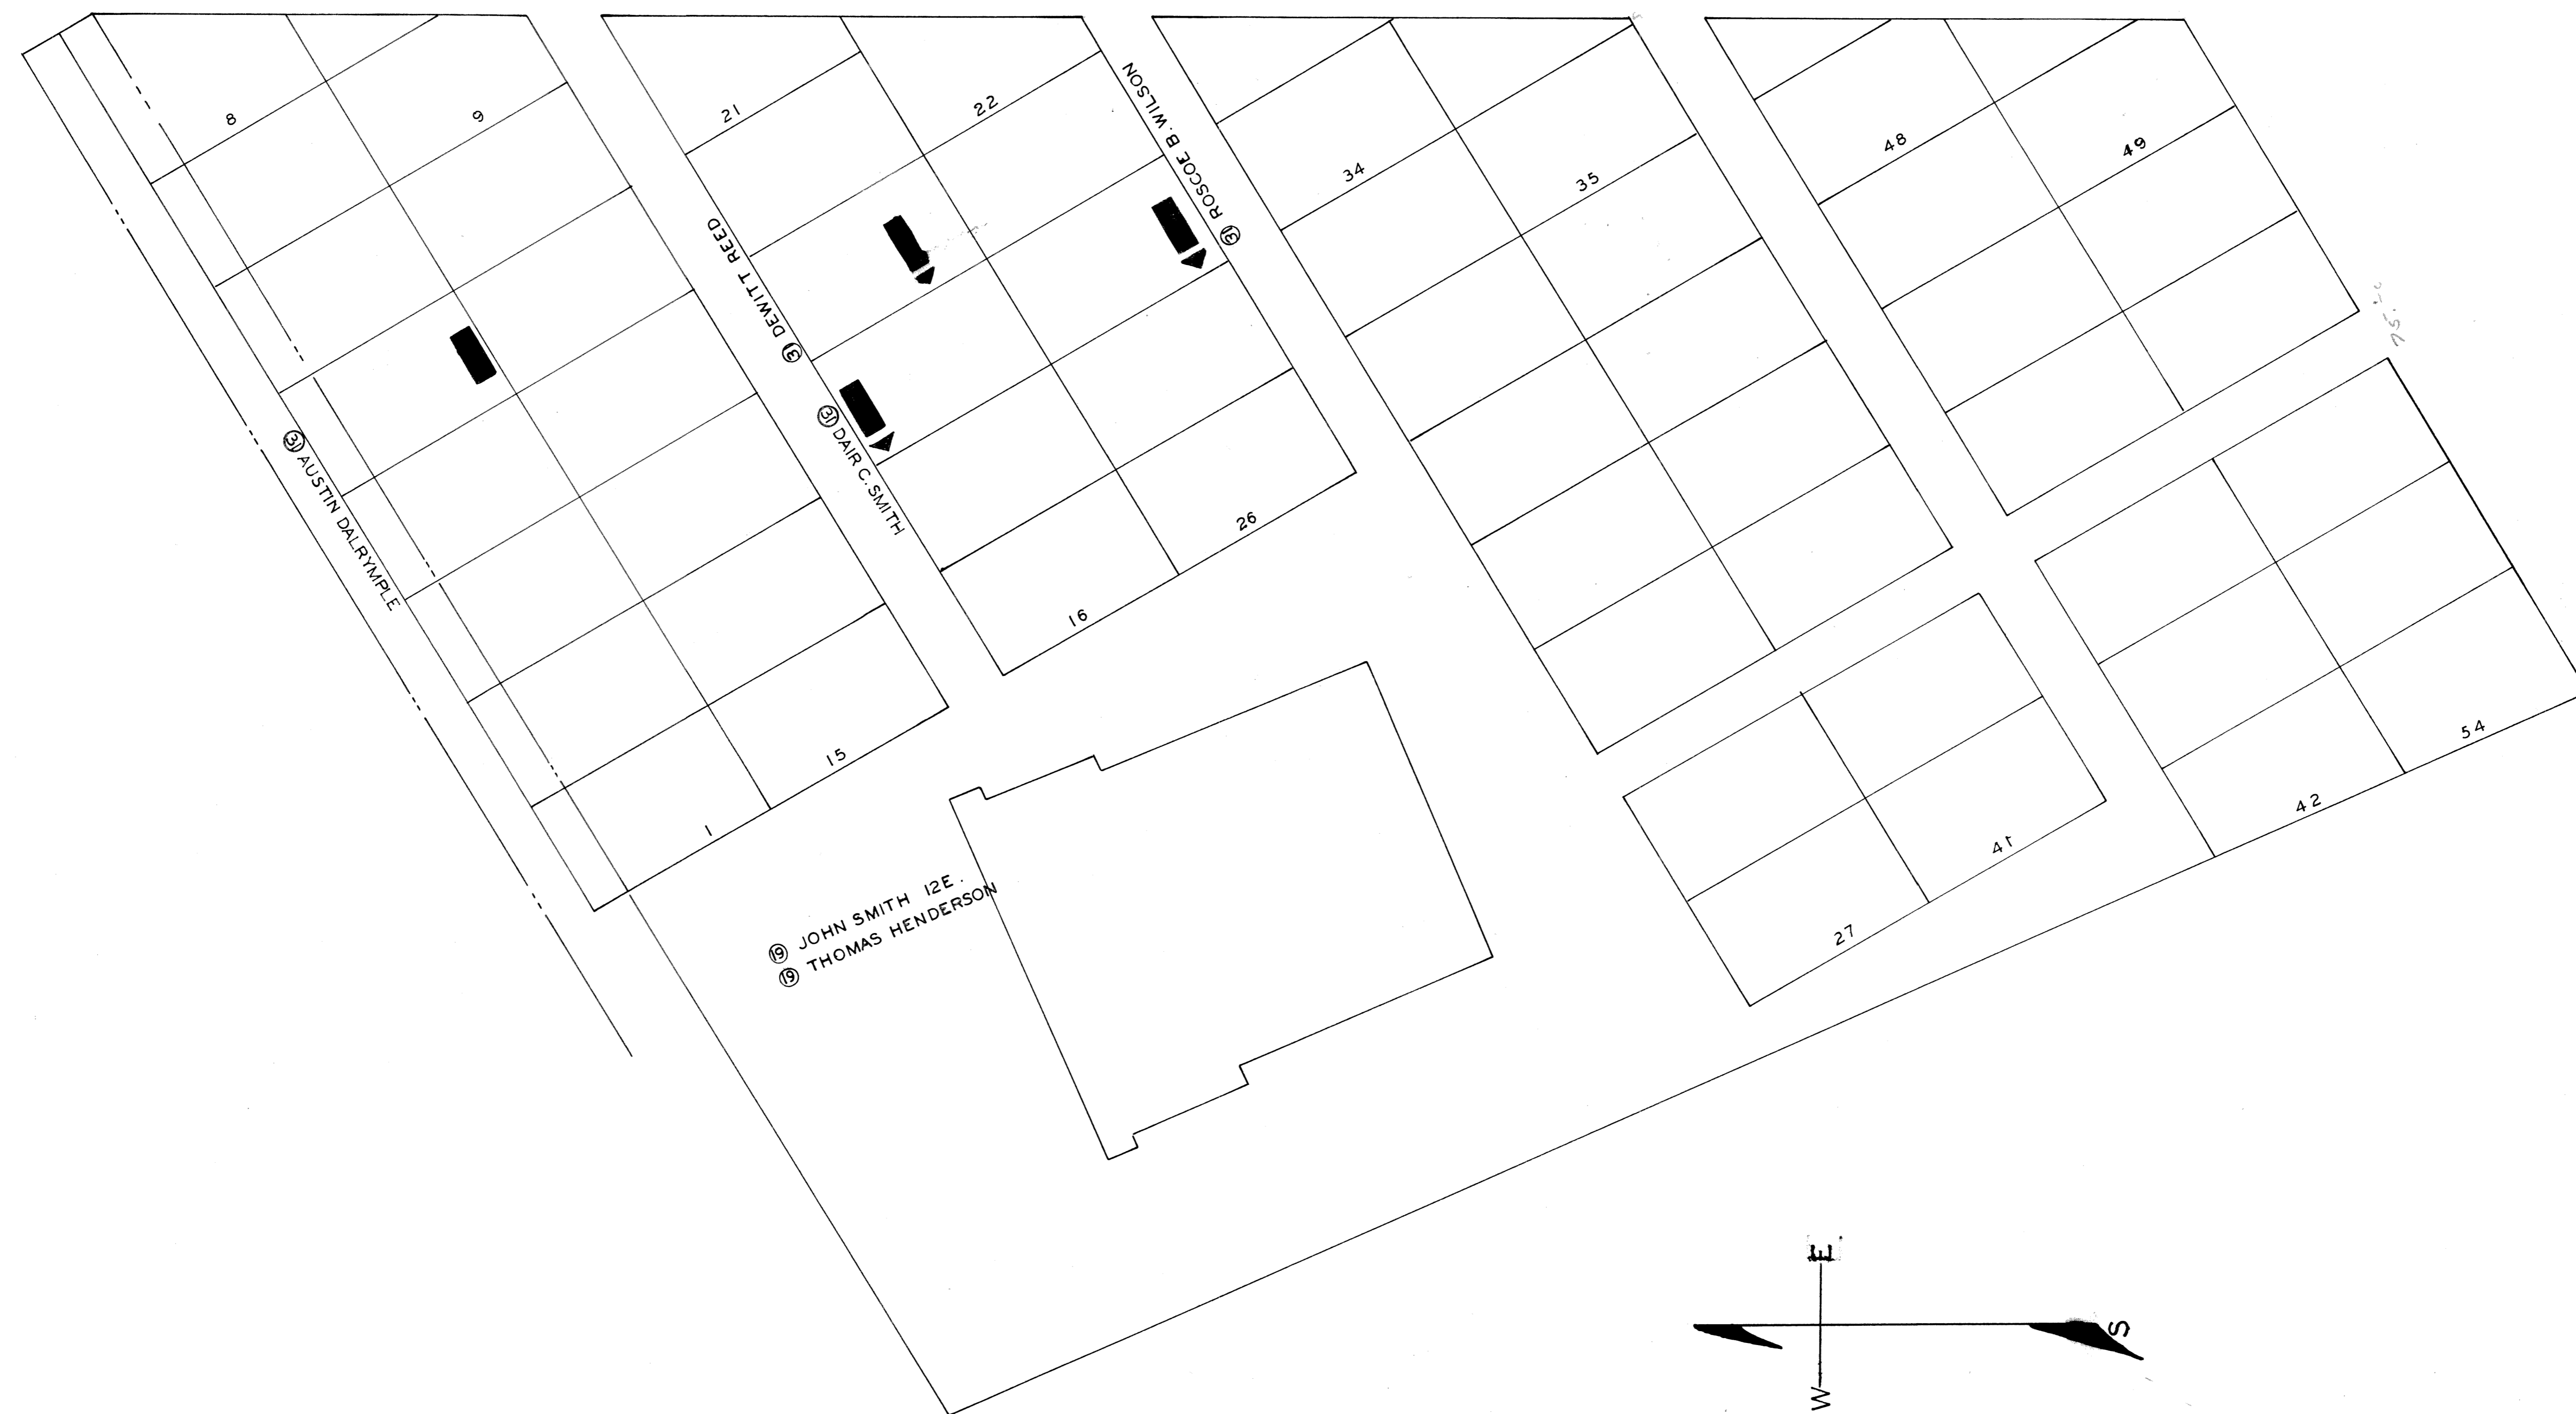 8
9
21
22
34
35
48
49
㉛ ROSCOE B. WILSON
㉛ DEWITT REED
㉛ DAIR C. SMITH
㉛ AUSTIN DALRYMPLE
26
16
15
1
54
42
41
27
⑲ JOHN SMITH 12E.
⑲ THOMAS HENDERSON
E
S
W